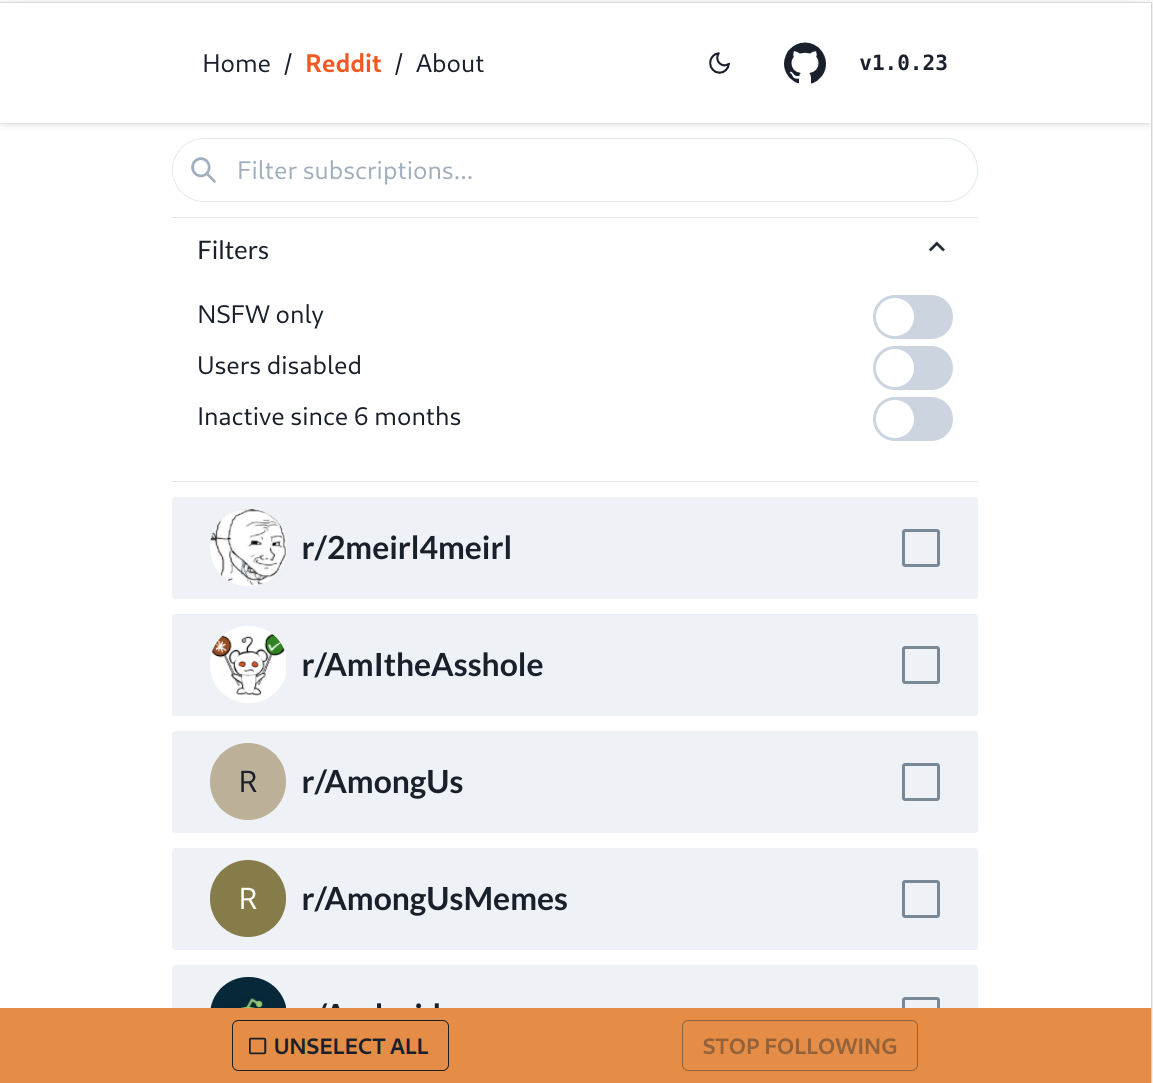 Home / Reddit / About v1.0.23
Filter subscriptions...
Filters
NSFW only
Users disabled
Inactive since 6 months
r/2meirl4meirl
r/AmItheAsshole
R r/AmongUs
R r/AmongUsMemes
UNSELECT ALL STOP FOLLOWING